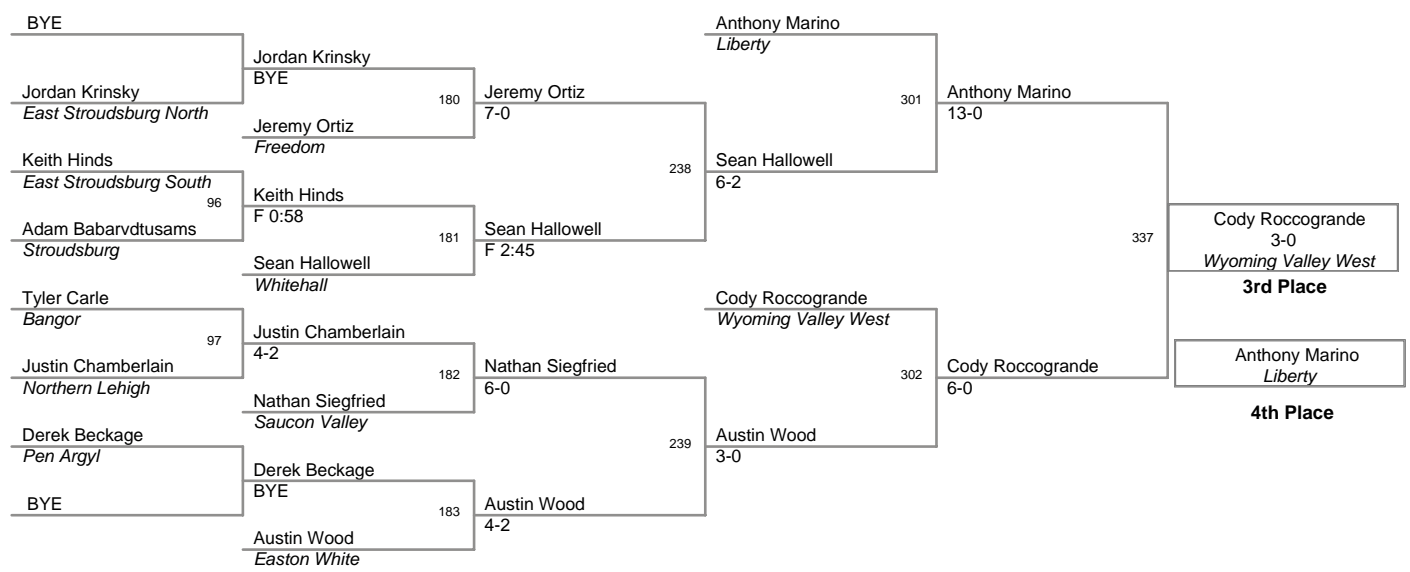 BYE
Jordan Krinsky
East Stroudsburg North
Keith Hinds
East Stroudsburg South
96
Adam Babarvdtusams
Stroudsburg
Tyler Carle
Bangor
97
Justin Chamberlain
Northern Lehigh
Derek Beckage
Pen Argyl
BYE
Jordan Krinsky
BYE
180
Jeremy Ortiz
Freedom
Keith Hinds
F 0:58
181
Sean Hallowell
Whitehall
Justin Chamberlain
4-2
182
Nathan Siegfried
Saucon Valley
Derek Beckage
BYE
183
Austin Wood
Easton White
Jeremy Ortiz
7-0
238
Sean Hallowell
F 2:45
Nathan Siegfried
6-0
239
Austin Wood
4-2
Anthony Marino
Liberty
301
Sean Hallowell
6-2
Cody Roccogrande
Wyoming Valley West
302
Austin Wood
3-0
Anthony Marino
13-0
337
Cody Roccogrande
6-0
Cody Roccogrande
3-0
Wyoming Valley West
3rd Place
Anthony Marino
Liberty
4th Place